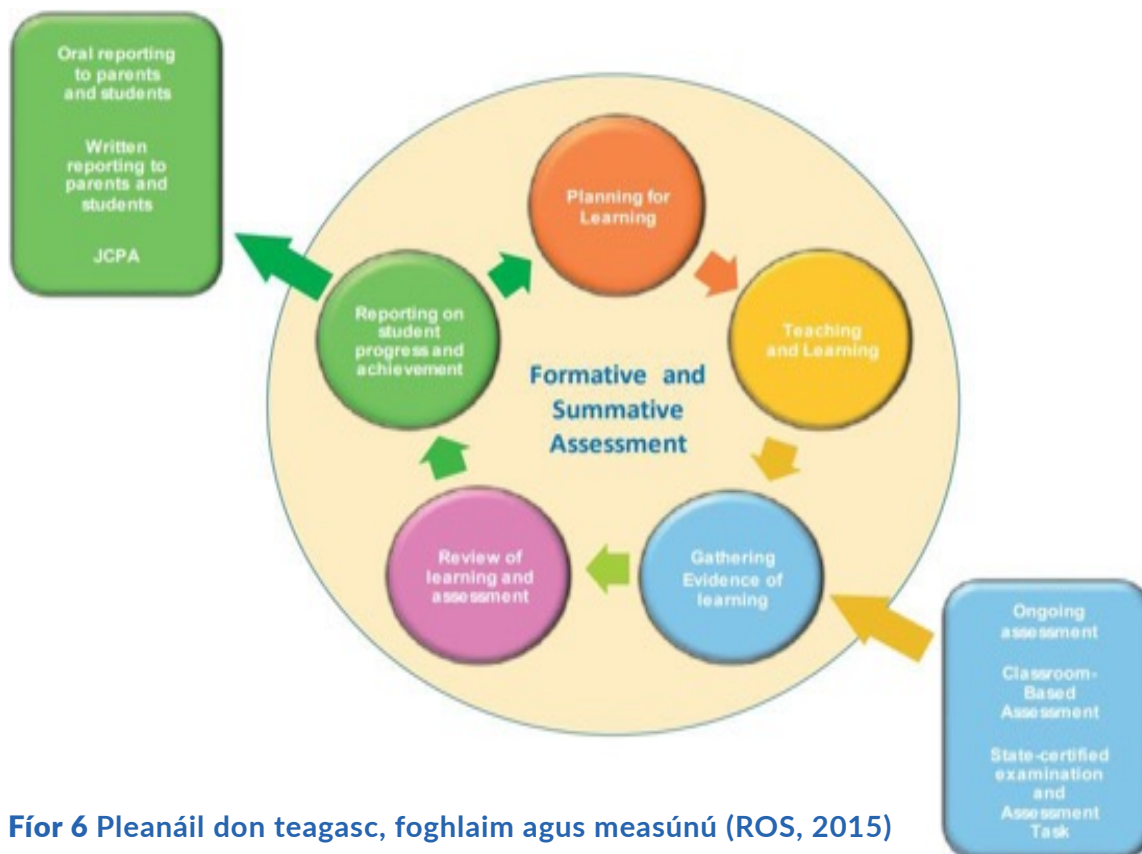 Oral reporting
to parents
and students
Written
reporting to
parents and
students
JCPA
Planning for
Learning
Teaching
and Learning
Gathering
Evidence of
learning
Review of
learning and
assessment
Reporting on
student
progress and
achievement
Formative and
Summative
Assessment
Ongoing
assessment
Classroom-
Based
Assessment
State-certified
examination
and
Assessment
Task
Fíor 6 Pleanáil don teagasc, foghlaim agus measúnú (ROS, 2015)